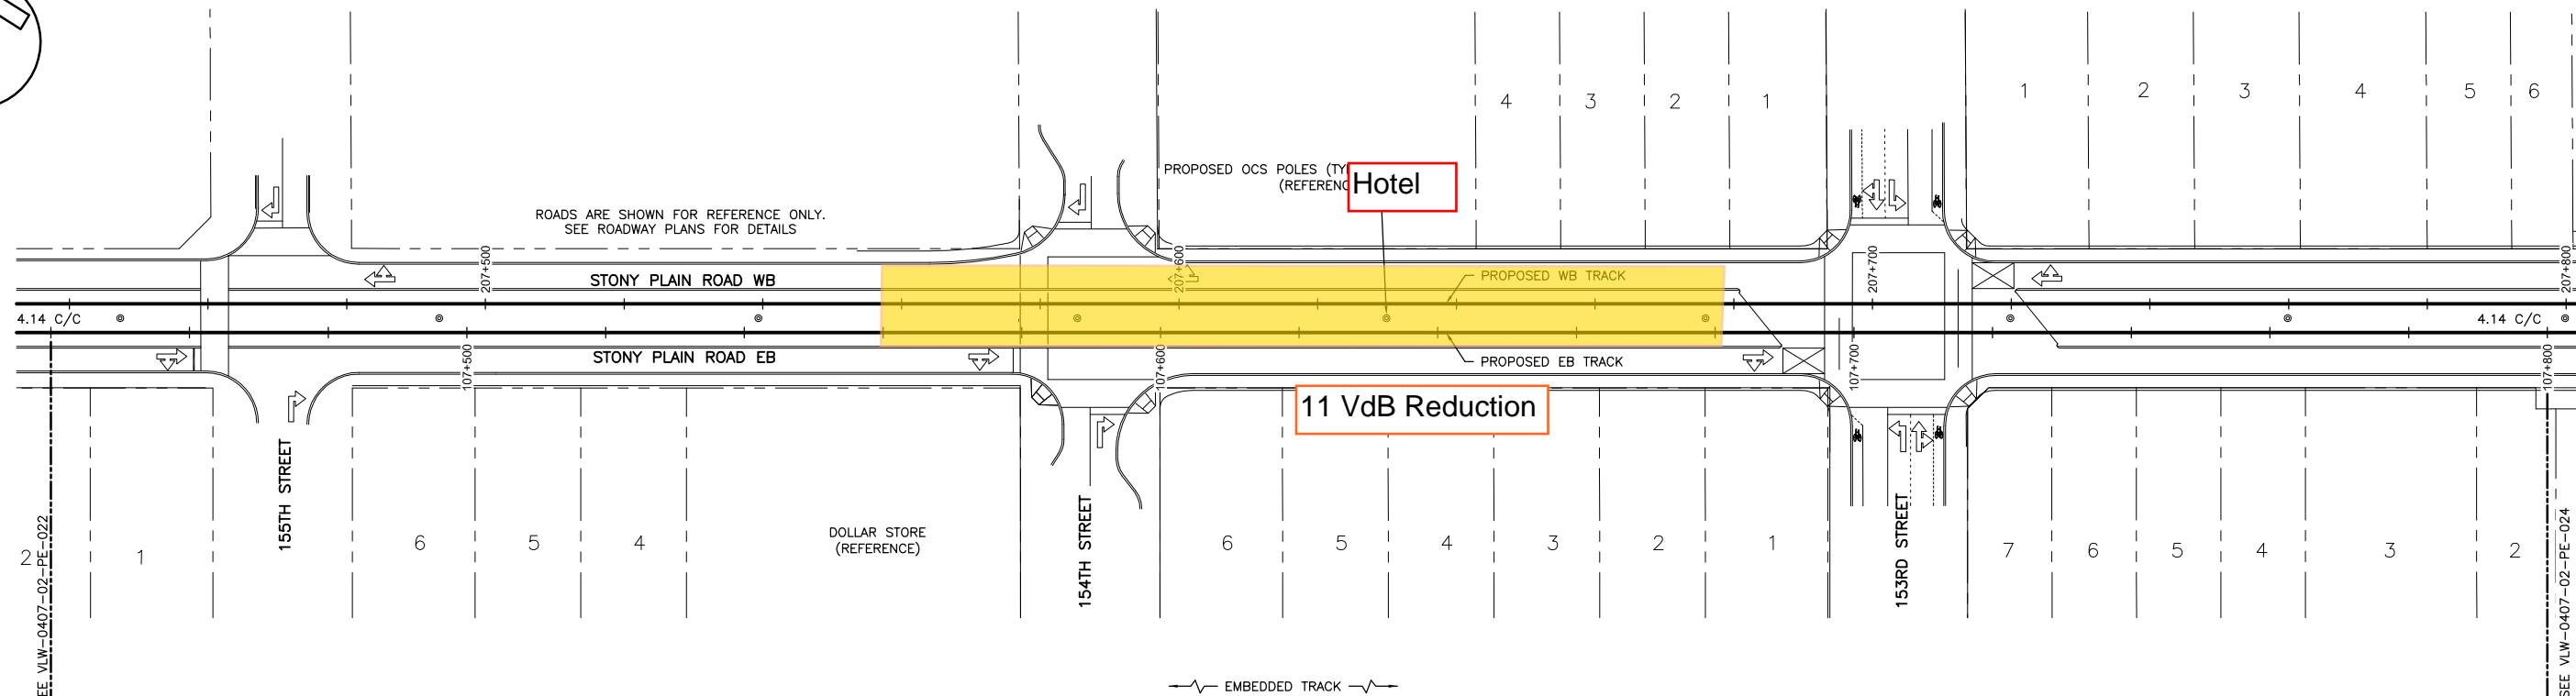 4
3
2
1
1
2
3
4
5
6
PROPOSED OCS POLES (TY
(REFERENC
Hotel
ROADS ARE SHOWN FOR REFERENCE ONLY.
SEE ROADWAY PLANS FOR DETAILS
207+500
207+600
207+700
207+800
STONY PLAIN ROAD WB
PROPOSED WB TRACK
4.14 C/C
4.14 C/C
STONY PLAIN ROAD EB
PROPOSED EB TRACK
107+500
107+600
107+700
107+800
11 VdB Reduction
155TH STREET
154TH STREET
153RD STREET
2
1
6
5
4
DOLLAR STORE
(REFERENCE)
6
5
4
3
2
1
7
6
5
4
3
2
EE VLW-0407-02-PE-022
SEE VLW-0407-02-PE-024
EMBEDDED TRACK